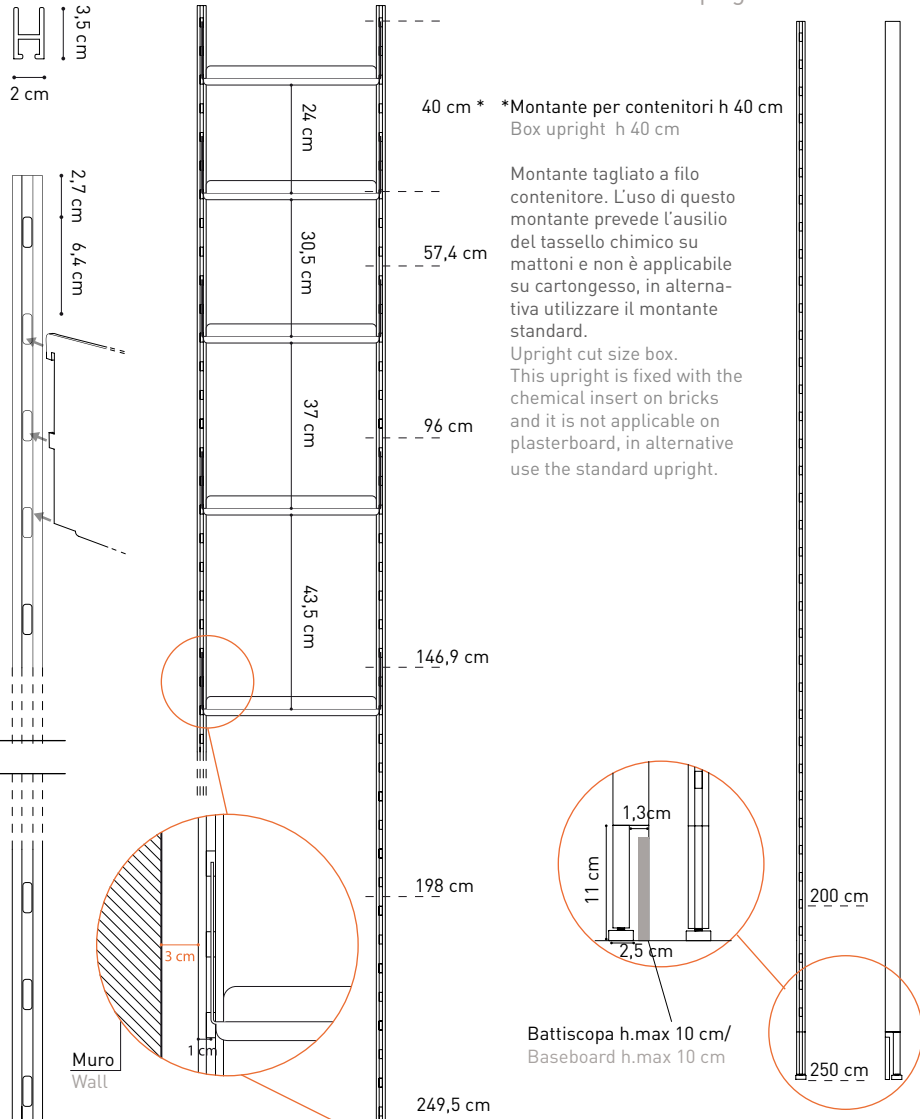 3,5 cm
2 cm
2,7 cm
6,4 cm
24 cm
30,5 cm
37 cm
43,5 cm
40 cm *
57,4 cm
96 cm
146,9 cm
198 cm
249,5 cm
*Montante per contenitori h 40 cm
Box upright h 40 cm
Montante tagliato a filo
contenitore. L'uso di questo
montante prevede l'ausilio
del tassello chimico su
mattoni e non è applicabile
su cartongesso, in alterna-
tiva utilizzare il montante
standard.
Upright cut size box.
This upright is fixed with the
chemical insert on bricks
and it is not applicable on
plasterboard, in alternative
use the standard upright.
3 cm
1 cm
Muro
Wall
1,3cm
11 cm
2,5 cm
Battiscopa h.max 10 cm/
Baseboard h.max 10 cm
200 cm
250 cm